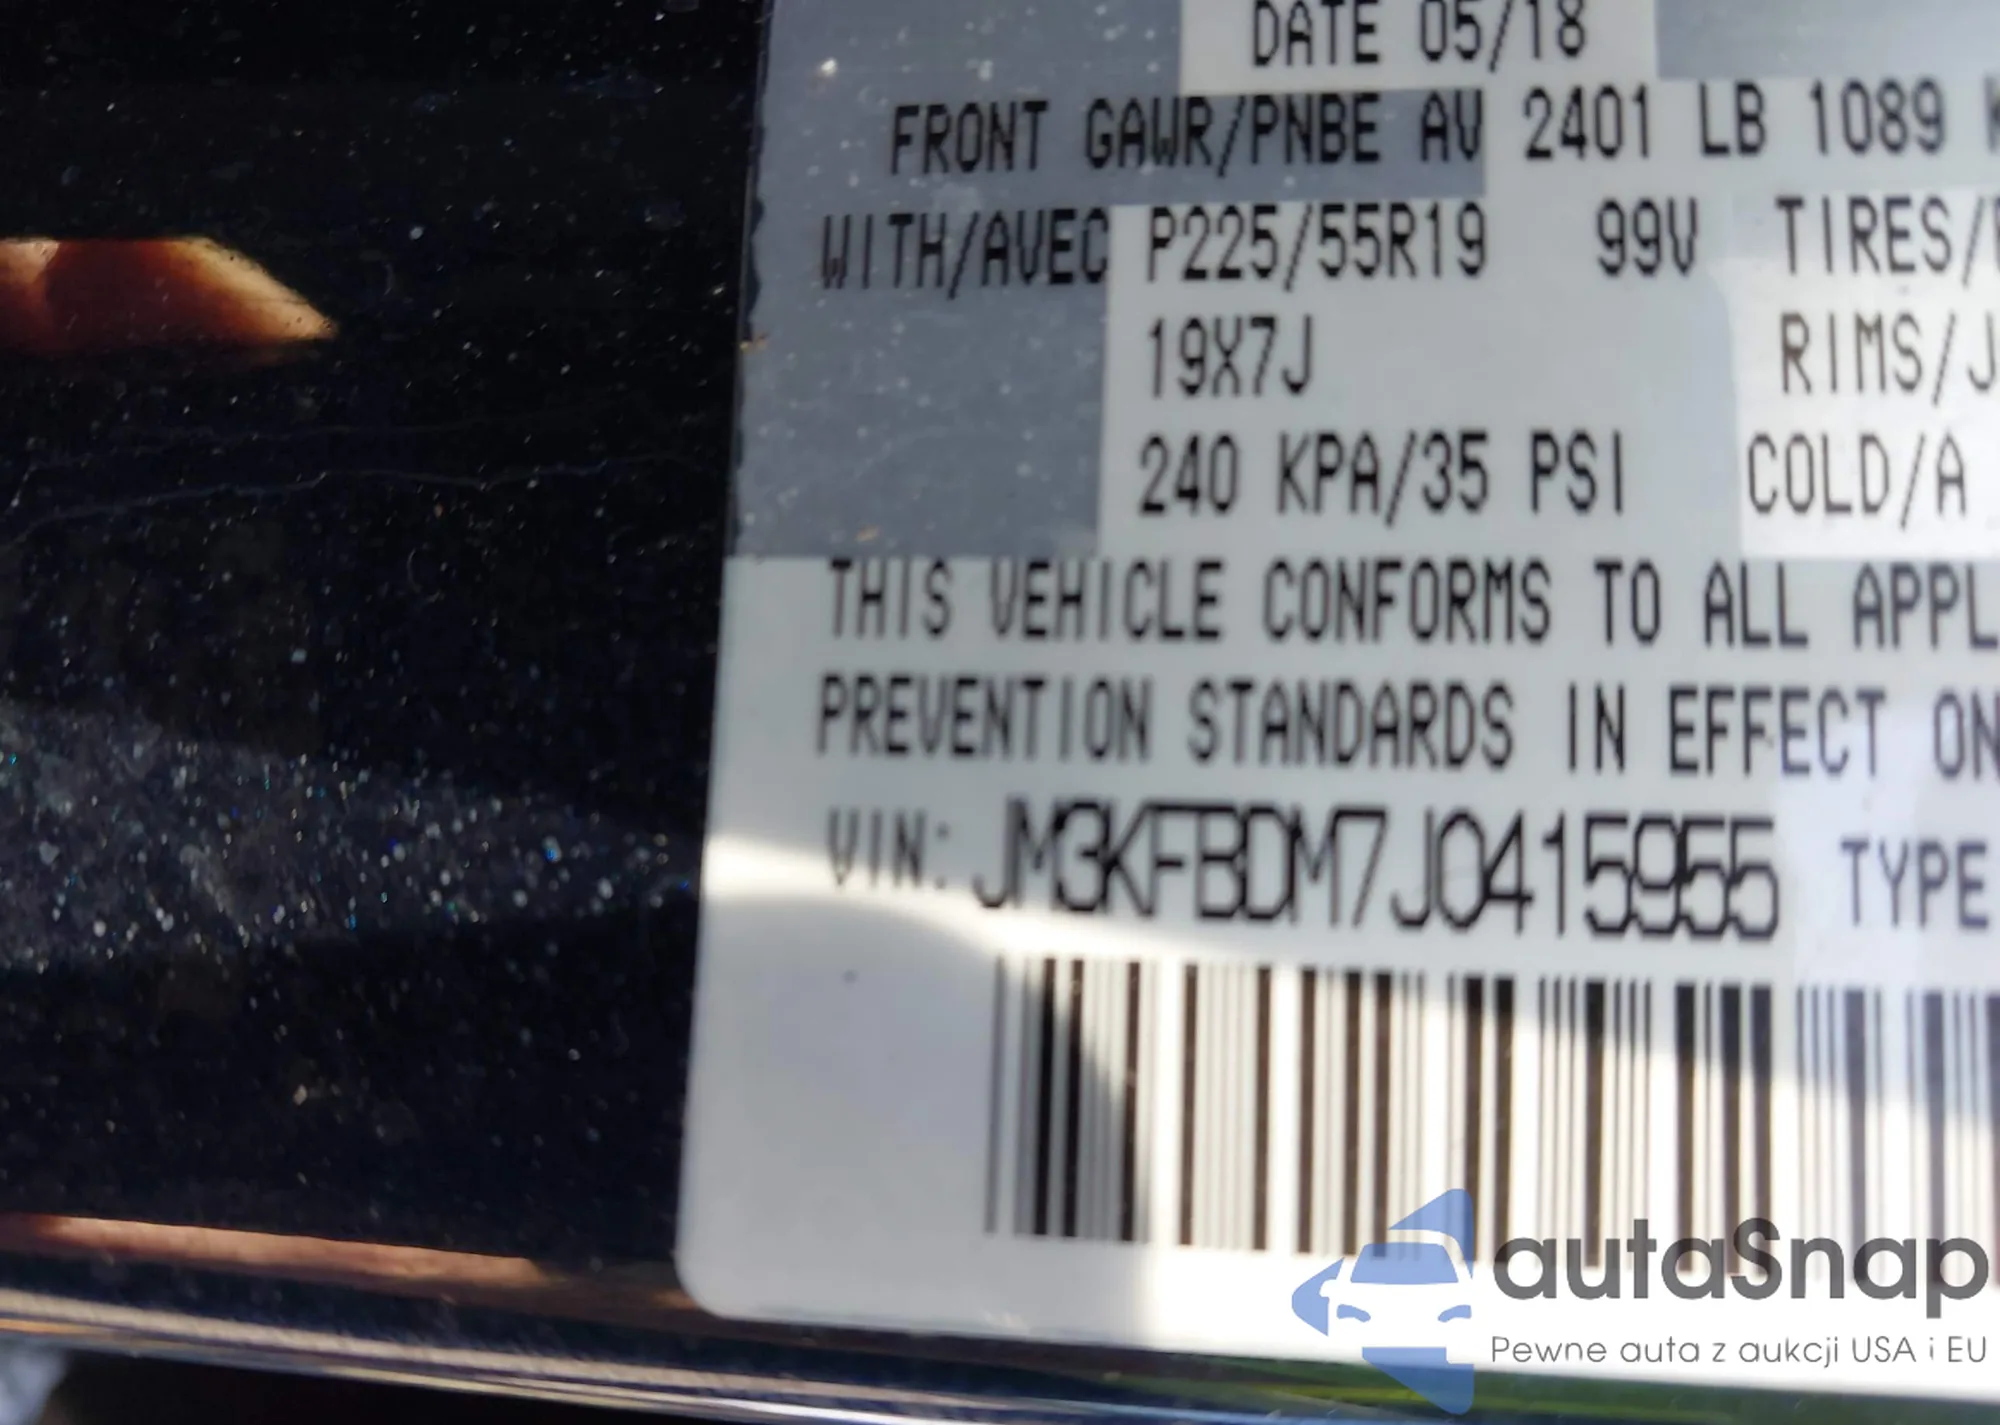 DATE 05/18
FRONT GAWR/PNBE AV 2401 LB 1089 K
WITH/AVEC P225/55R19 99V TIRES/
19X7J RIMS/J
240 KPA/35 PSI COLD/A
THIS VEHICLE CONFORMS TO ALL APPL
PREVENTION STANDARDS IN EFFECT ON
VIN: JM3KFBDM7J0415955 TYPE
autaSnap
Pewne auta z aukcji USA i EU